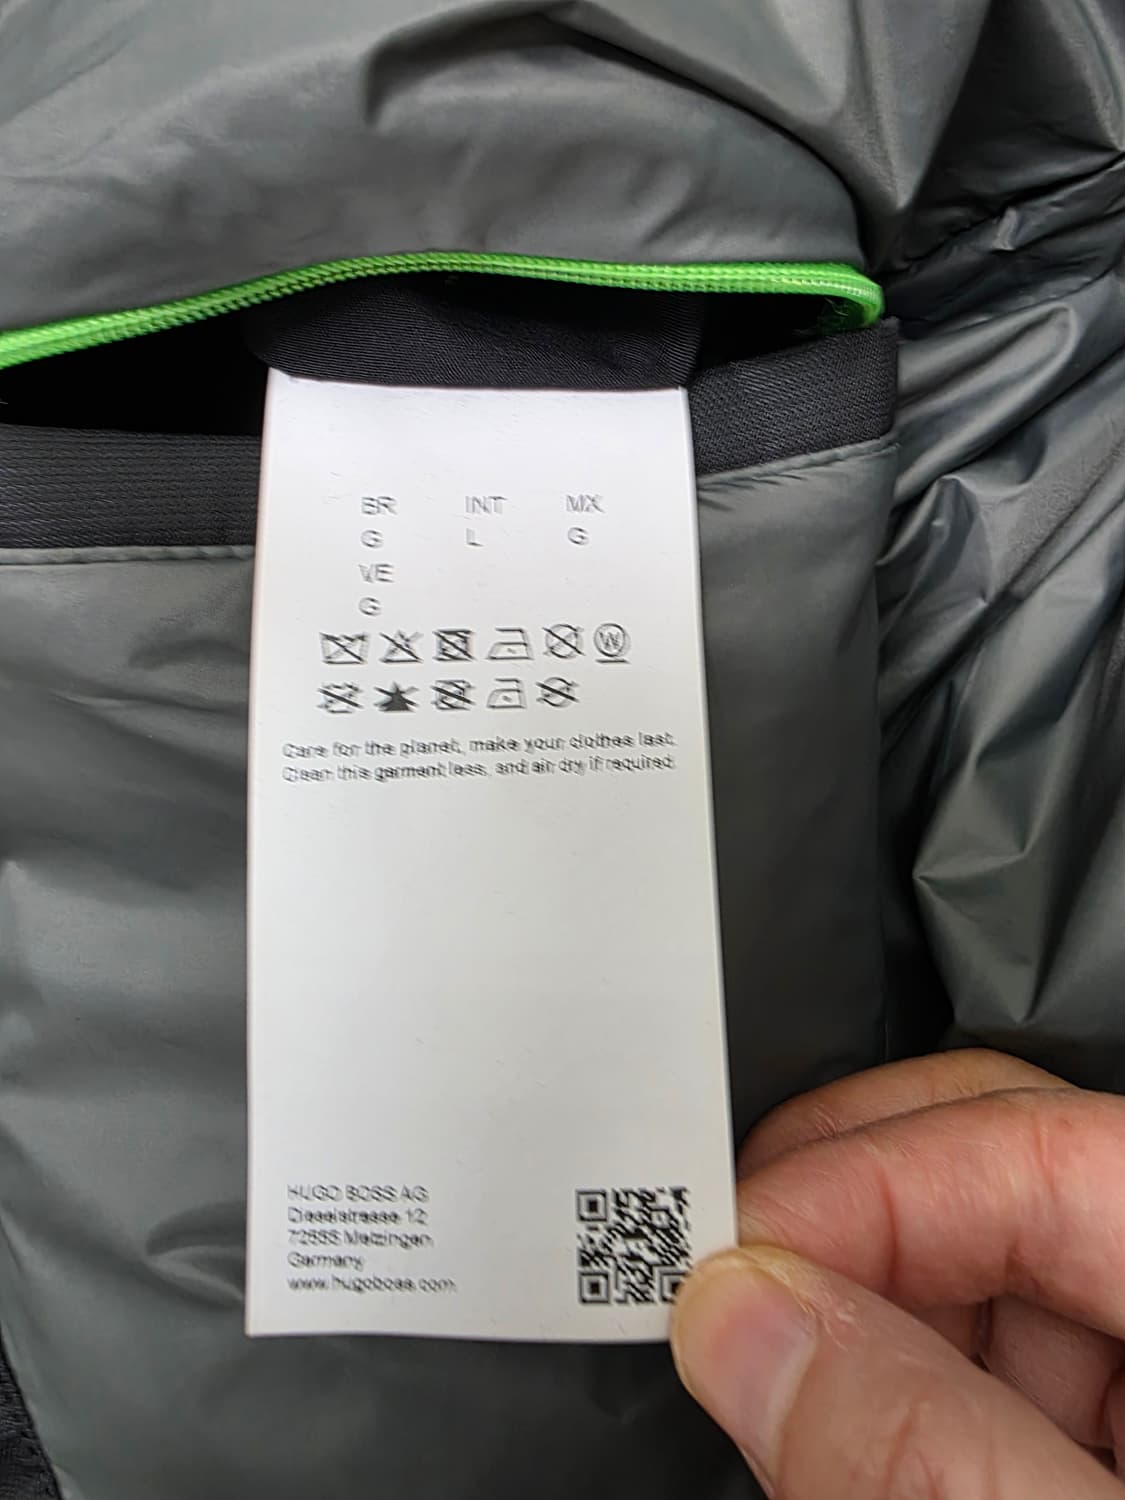 BR INT MX
G L G
VE
G
W
Care for the planet, make your clothes last.
Clean this garment less, and air dry if required.
HUGO BOSS AG
Dieselstrasse 12
Metzingen
Germany
www.hugoboss.com